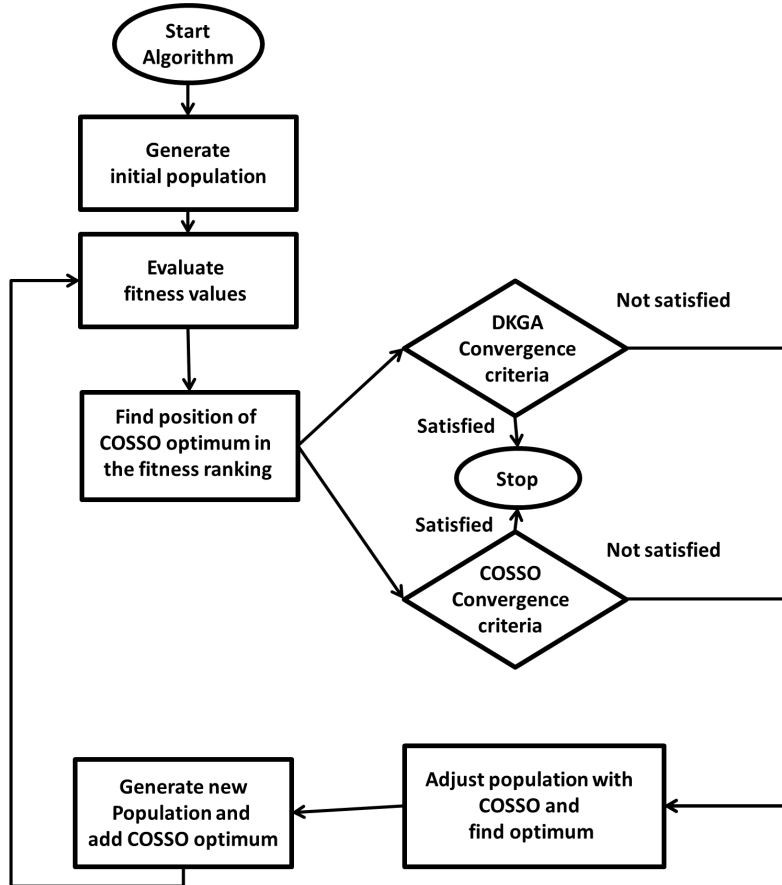 Start
Algorithm
Generate
initial population
Evaluate
fitness values
Find position of
COSSO optimum in
the fitness ranking
DKGA
Convergence
criteria
Not satisfied
Satisfied
Stop
Satisfied
COSSO
Convergence
criteria
Not satisfied
Adjust population with
COSSO and
find optimum
Generate new
Population and
add COSSO optimum